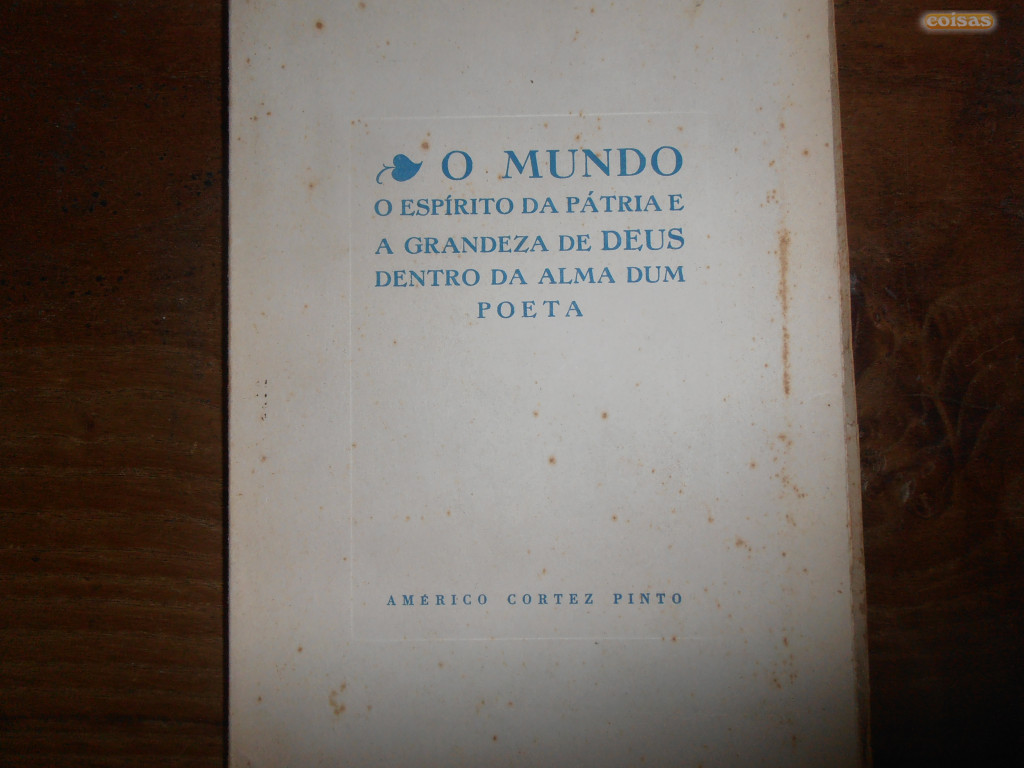 coisas
O MUNDO
O ESPÍRITO DA PÁTRIA E
A GRANDEZA DE DEUS
DENTRO DA ALMA DUM
POETA
AMÉRICO CORTEZ PINTO